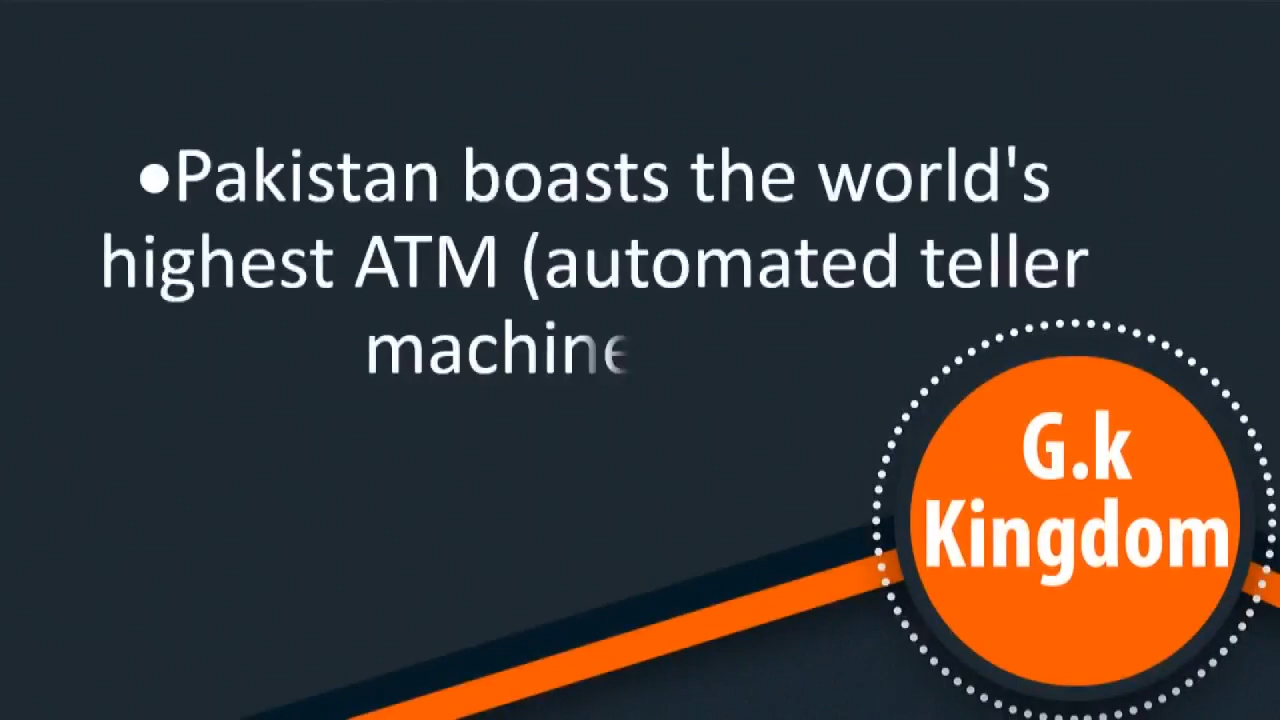 •Pakistan boasts the world's
highest ATM (automated teller
machine
G.k
Kingdom